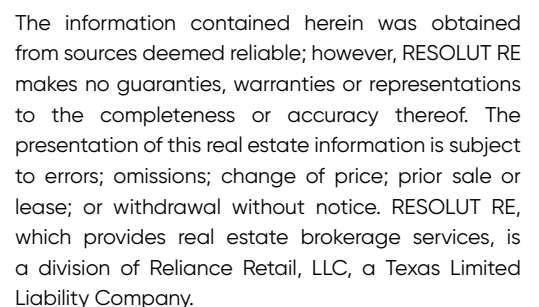 The information contained herein was obtained
from sources deemed reliable; however, RESOLUT RE
makes no guaranties, warranties or representations
to the completeness or accuracy thereof. The
presentation of this real estate information is subject
to errors; omissions; change of price; prior sale or
lease; or withdrawal without notice. RESOLUT RE,
which provides real estate brokerage services, is
a division of Reliance Retail, LLC, a Texas Limited
Liability Company.